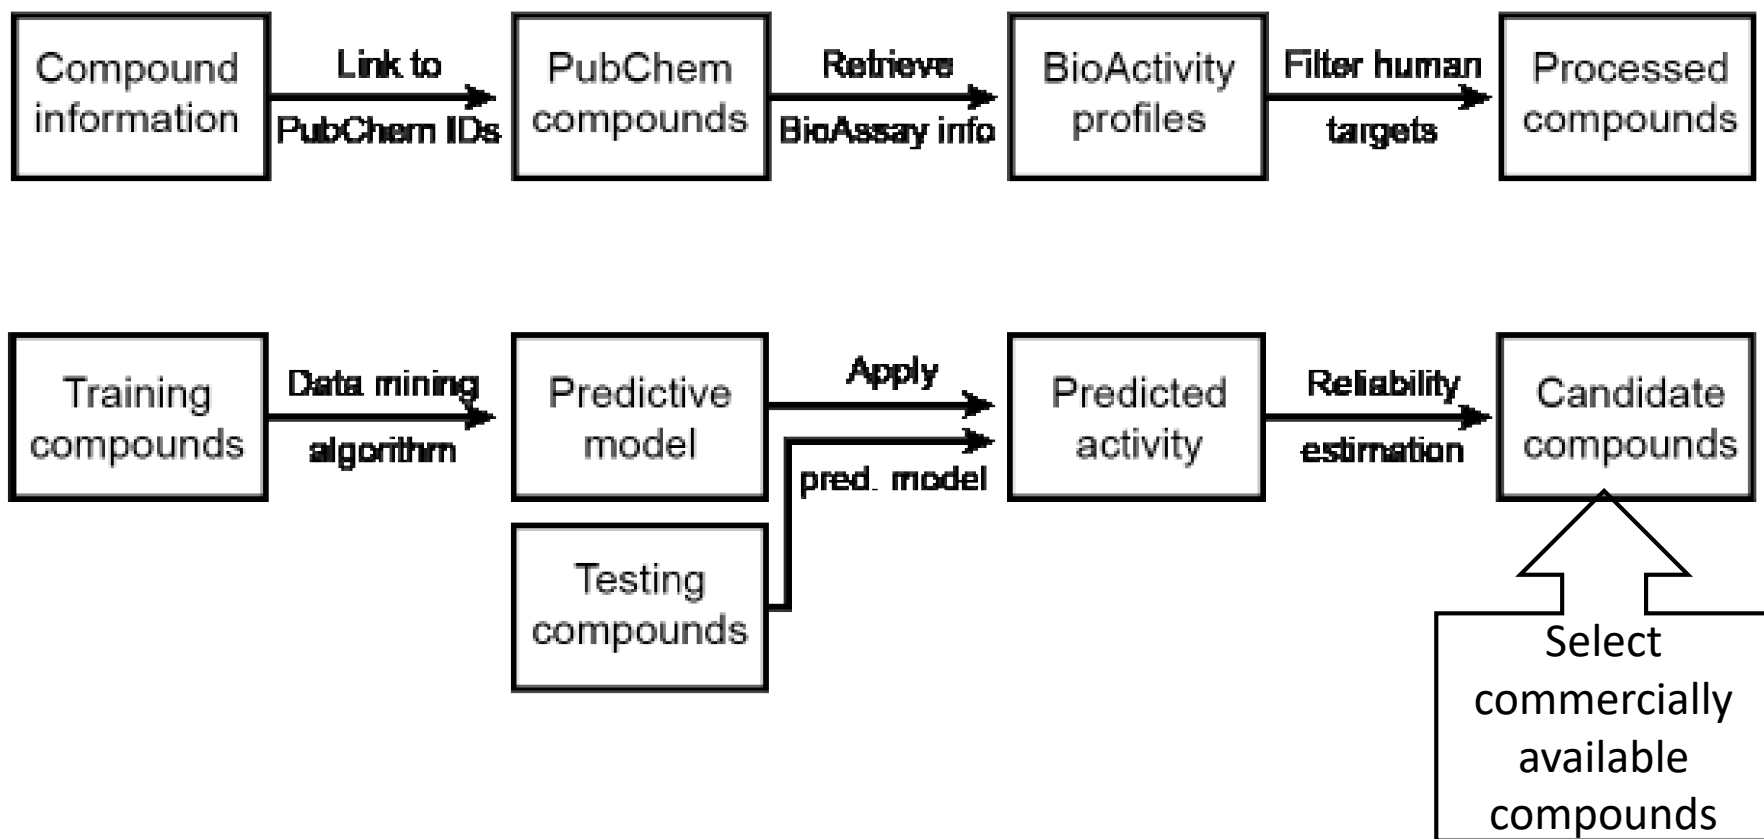 Compound
information
Link to
PubChem IDs
PubChem
compounds
Retrieve
BioAssay info
BioActivity
profiles
Filter human
targets
Processed
compounds
Training
compounds
Data mining
algorithm
Predictive
model
Apply
pred. model
Predicted
activity
Reliability
estimation
Candidate
compounds
Testing
compounds
Select
commercially
available
compounds